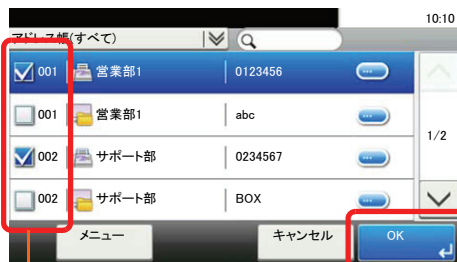 10:10
アドレス帳(すべて)
001 営業部1 0123456
001 営業部1 abc
1/2
002 サポート部 0234567
002 サポート部 BOX
メニュー キャンセル OK